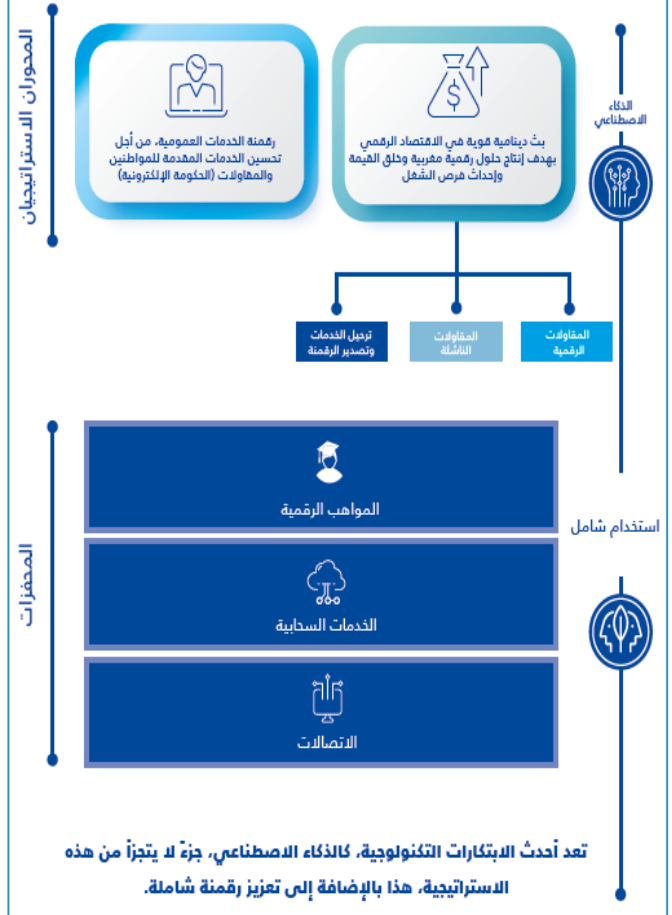 المحوران الاستراتيجيان
الذكاء
الاصطناعي
بث دينامية قوية في الاقتصاد الرقمي
بهدف إنتاج حلول رقمية مغربية وخلق القيمة
وإحداث فرص الشغل
رقمنة الخدمات العمومية، من أجل
تحسين الخدمات المقدمة للمواطنين
والمقاولات (الحكومة الإلكترونية)
$
المقاولات
الرقمية
المقاولات
الناشئة
ترحيل الخدمات
وتصدير الرقمنة
المحفزات
المواهب الرقمية
الخدمات السحابية
الاتصالات
استخدام شامل
تعد أحدث الابتكارات التكنولوجية، كالذكاء الاصطناعي، جزءً لا يتجزأ من هذه
الاستراتيجية، هذا بالإضافة إلى تعزيز رقمنة شاملة.